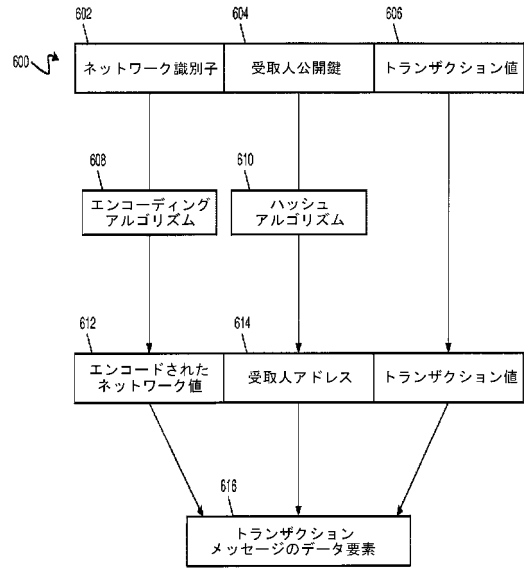 602
604
606
600
ネットワーク識別子
受取人公開鍵
トランザクション値
608
610
エンコーディング
アルゴリズム
ハッシュ
アルゴリズム
612
614
エンコードされた
ネットワーク値
受取人アドレス
トランザクション値
616
トランザクション
メッセージのデータ要素